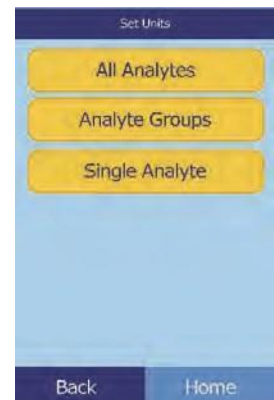 Set Units
All Analytes
Analyte Groups
Single Analyte
Back Home